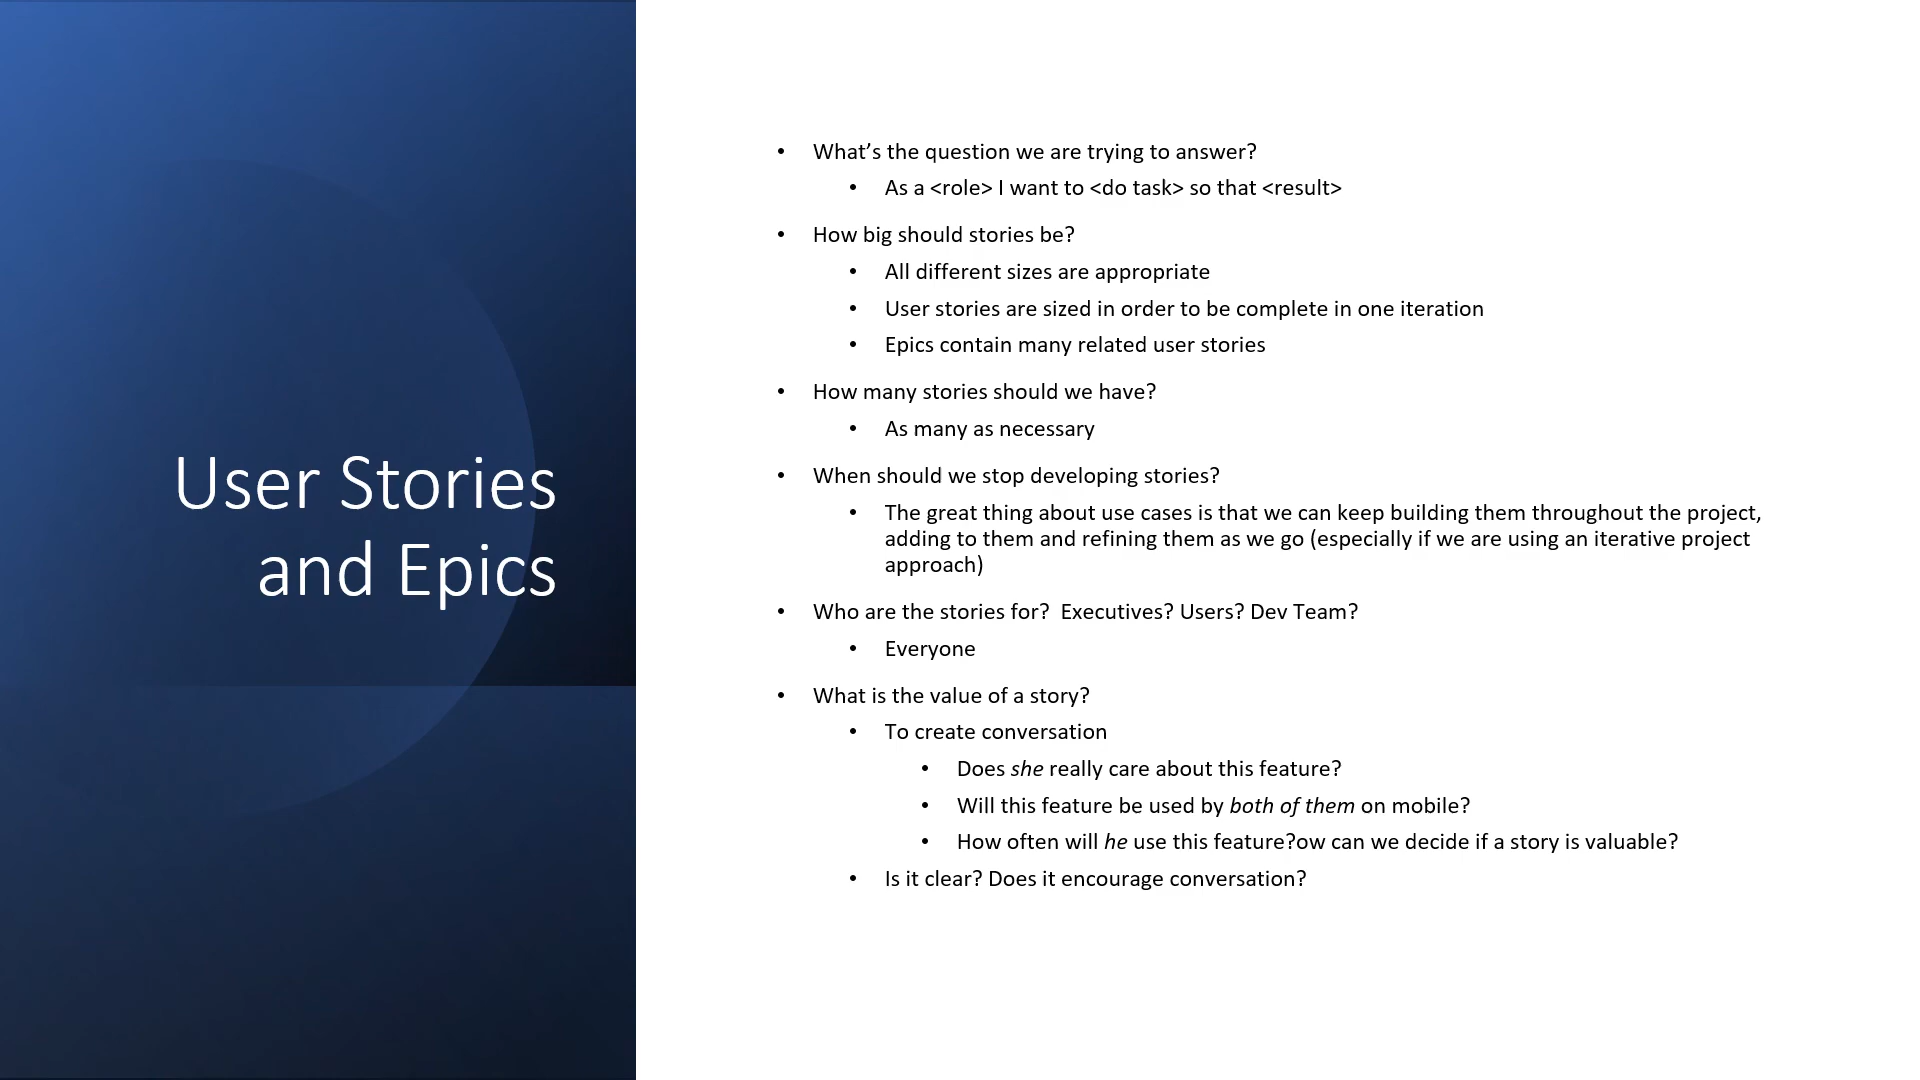 User Stories
and Epics
• What’s the question we are trying to answer?
• As a <role> I want to <do task> so that <result>
• How big should stories be?
• All different sizes are appropriate
• User stories are sized in order to be complete in one iteration
• Epics contain many related user stories
• How many stories should we have?
• As many as necessary
• When should we stop developing stories?
• The great thing about use cases is that we can keep building them throughout the project,
adding to them and refining them as we go (especially if we are using an iterative project
approach)
• Who are the stories for?  Executives? Users? Dev Team?
• Everyone
• What is the value of a story?
• To create conversation
• Does she really care about this feature?
• Will this feature be used by both of them on mobile?
• How often will he use this feature?ow can we decide if a story is valuable?
• Is it clear? Does it encourage conversation?